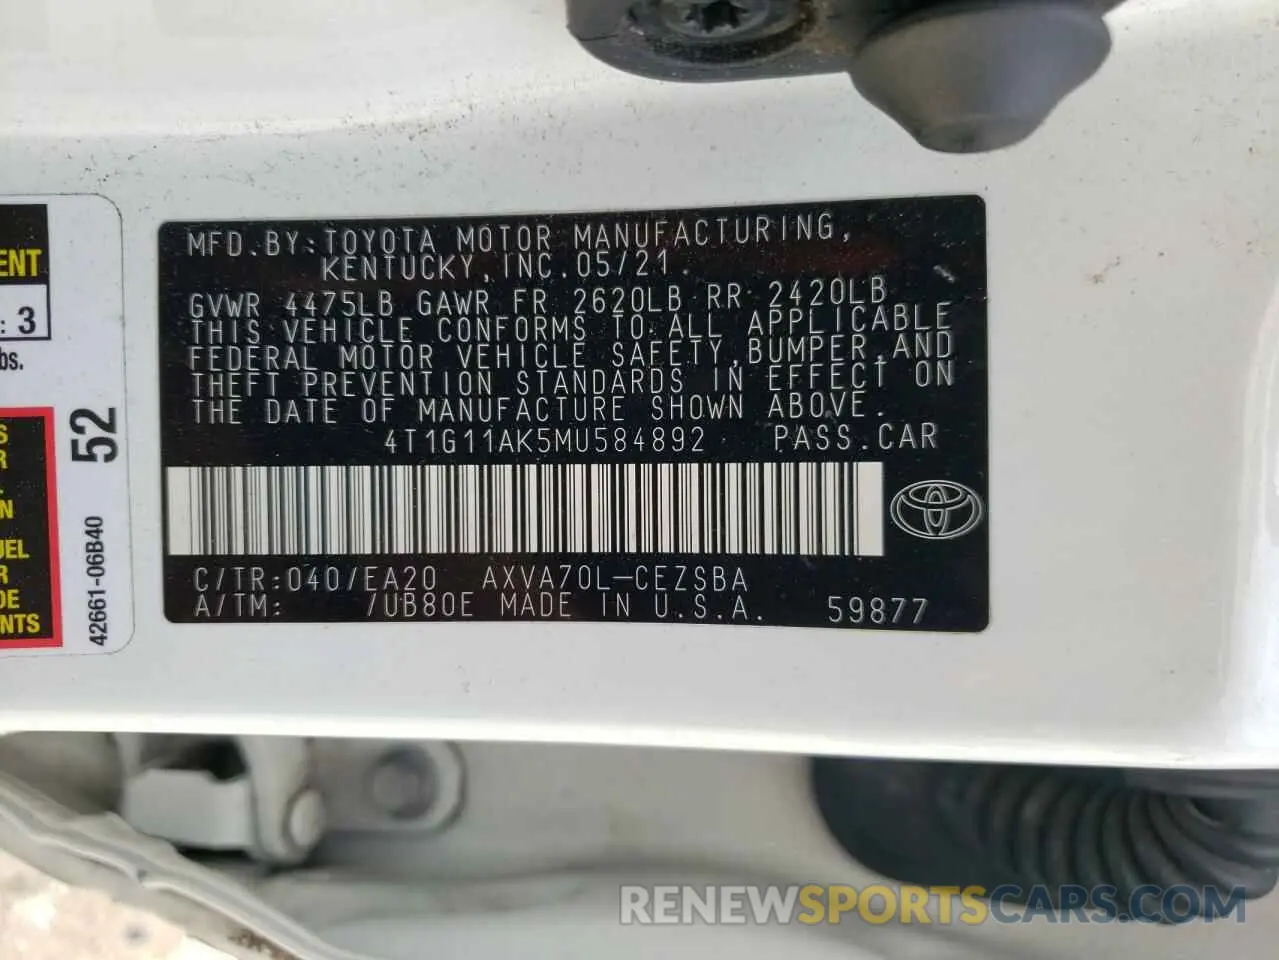 MFD.BY:TOYOTA MOTOR MANUFACTURING,
KENTUCKY,INC.05/21.
GVWR 4475LB GAWR FR 2620LB RR 2420LB
THIS VEHICLE CONFORMS TO ALL APPLICABLE
FEDERAL MOTOR VEHICLE SAFETY,BUMPER,AND
THEFT PREVENTION STANDARDS IN EFFECT ON
THE DATE OF MANUFACTURE SHOWN ABOVE.
4T1G11AK5MU584892 PASS.CAR
C/TR:040/EA20 AXVA70L-CEZSBA
A/TM: /UB80E MADE IN U.S.A. 59877
: 3
52
42661-06B40
RENEWSPORTSCARS.COM